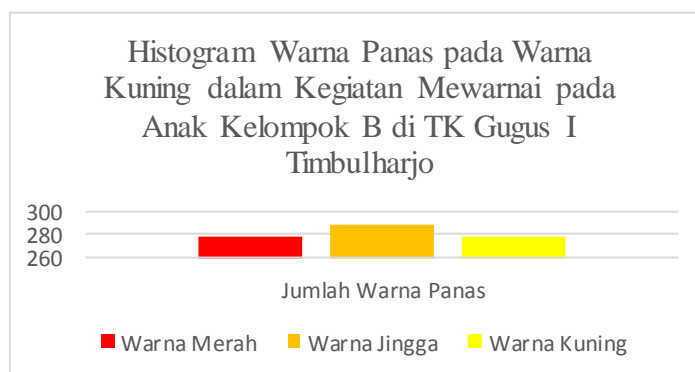 Histogram Warna Panas pada Warna
Kuning dalam Kegiatan Mewarnai pada
Anak Kelompok B di TK Gugus I
Timbulharjo
300
280
260
Jumlah Warna Panas
Warna Merah Warna Jingga Warna Kuning